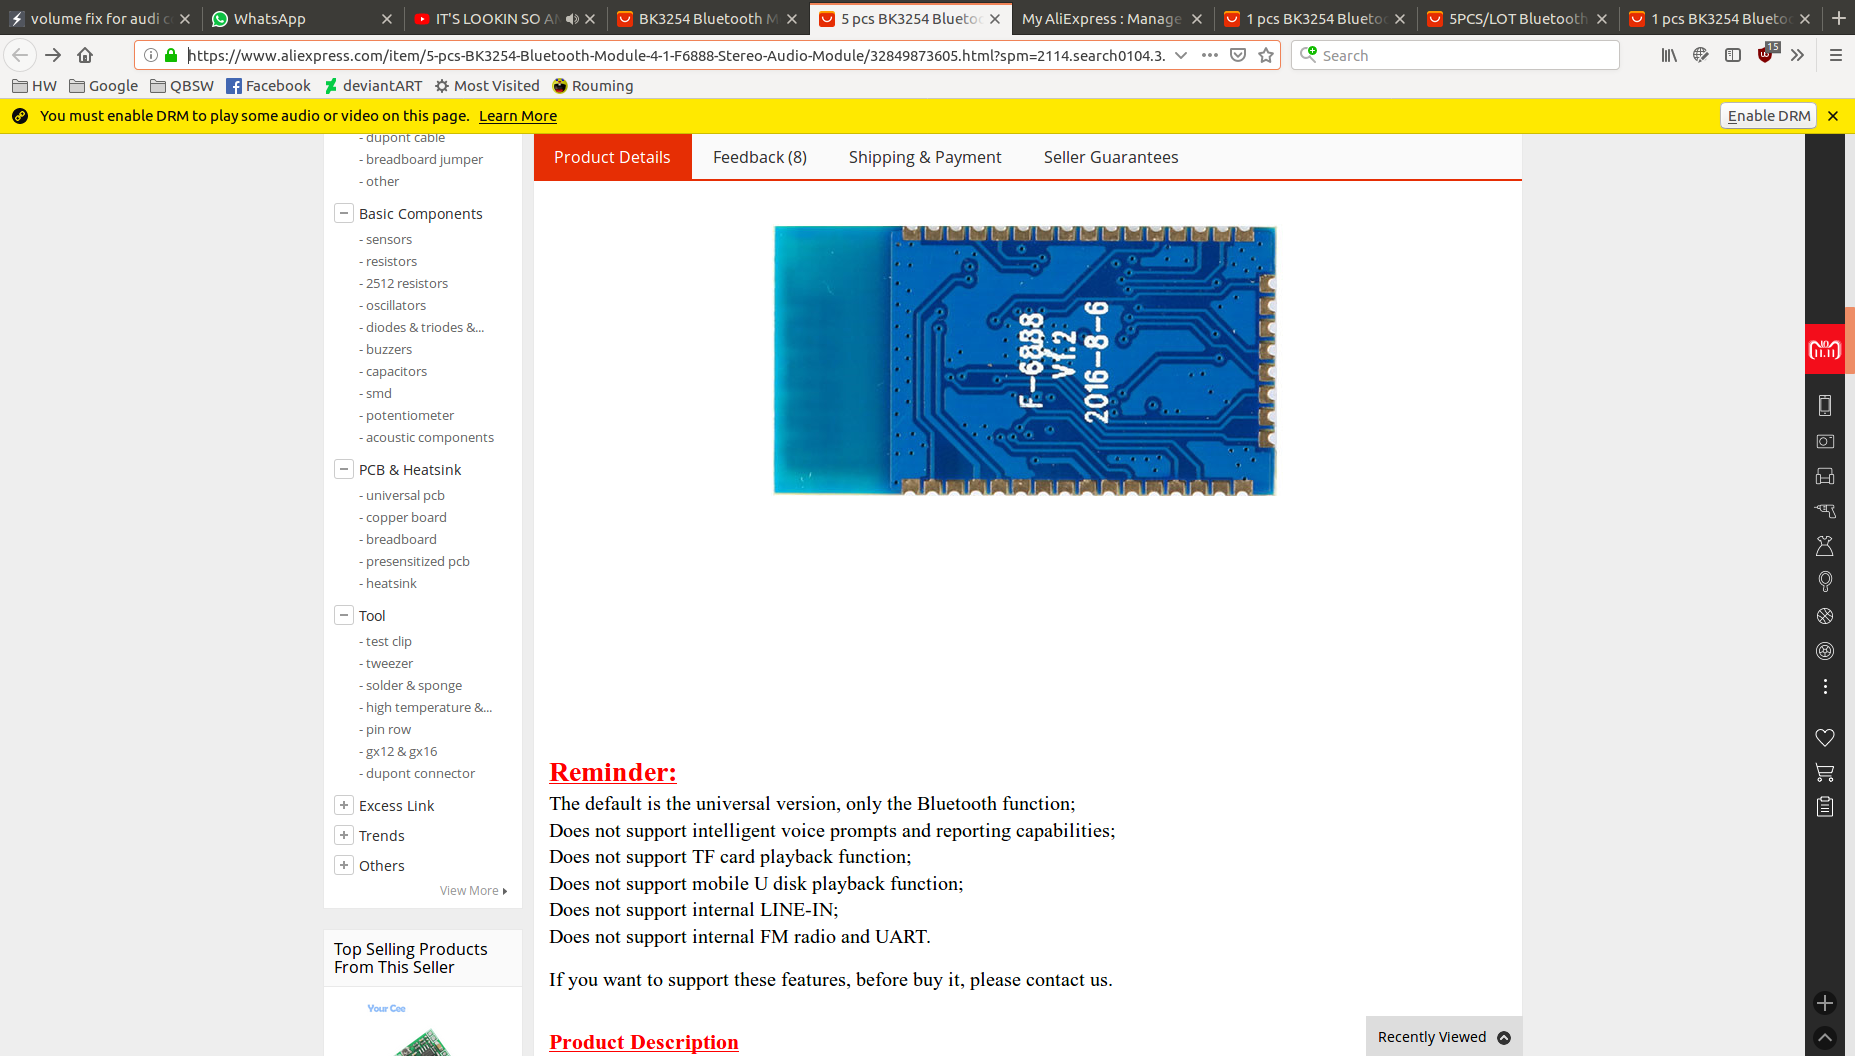 volume fix for audi c
WhatsApp
IT'S LOOKIN SO A
BK3254 Bluetooth M
5 pcs BK3254 Bluetoo
My AliExpress : Manage
1 pcs BK3254 Bluetoo
5PCS/LOT Bluetooth
1 pcs BK3254 Bluetoo
https://www.aliexpress.com/item/5-pcs-BK3254-Bluetooth-Module-4-1-F6888-Stereo-Audio-Module/32849873605.html?spm=2114.search0104.3.
Search
15
HW
Google
QBSW
Facebook
deviantART
Most Visited
Rouming
You must enable DRM to play some audio or video on this page. Learn More
Enable DRM
- dupont cable
- breadboard jumper
- other
Basic Components
- sensors
- resistors
- 2512 resistors
- oscillators
- diodes & triodes &...
- buzzers
- capacitors
- smd
- potentiometer
- acoustic components
PCB & Heatsink
- universal pcb
- copper board
- breadboard
- presensitized pcb
- heatsink
Tool
- test clip
- tweezer
- solder & sponge
- high temperature &...
- pin row
- gx12 & gx16
- dupont connector
Excess Link
Trends
Others
View More
Top Selling Products
From This Seller
Your Cee
Product Details
Feedback (8)
Shipping & Payment
Seller Guarantees
F-6888
V1.2
2016-8-6
Reminder:
The default is the universal version, only the Bluetooth function;
Does not support intelligent voice prompts and reporting capabilities;
Does not support TF card playback function;
Does not support mobile U disk playback function;
Does not support internal LINE-IN;
Does not support internal FM radio and UART.
If you want to support these features, before buy it, please contact us.
Product Description
Recently Viewed
11.11